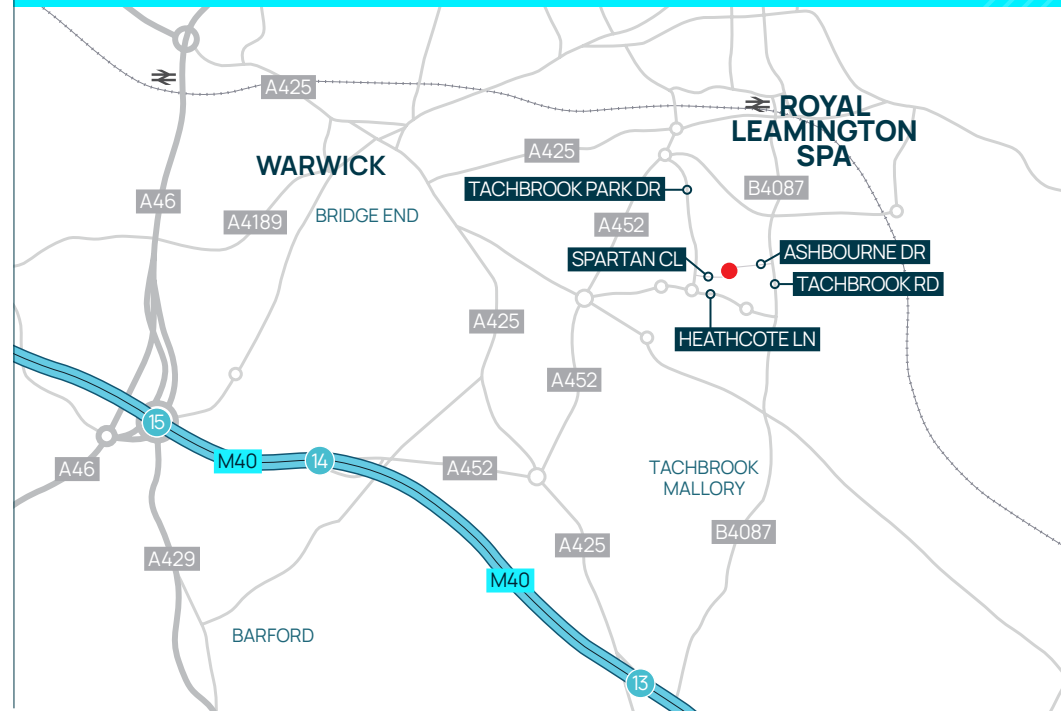 A425
ROYAL
LEAMINGTON
SPA
A425
WARWICK
TACHBROOK PARK DR
B4087
A46
A4189
BRIDGE END
A452
SPARTAN CL
ASHBOURNE DR
TACHBROOK RD
A425
HEATHCOTE LN
A452
15
M40
14
A46
A452
TACHBROOK
MALLORY
B4087
A425
A429
M40
BARFORD
13